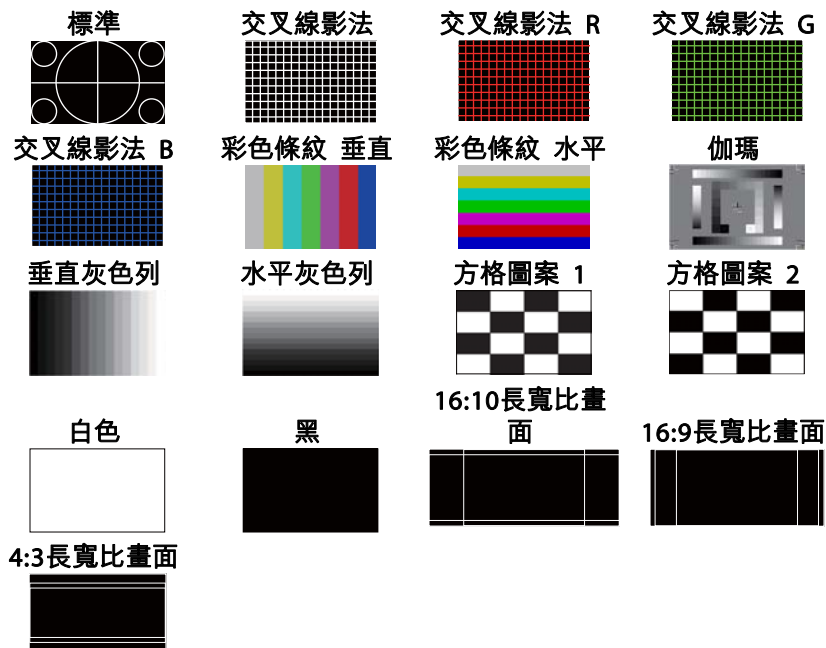 標準
交叉線影法
交叉線影法 R
交叉線影法 G
交叉線影法 B
彩色條紋 垂直
彩色條紋 水平
伽瑪
垂直灰色列
水平灰色列
方格圖案 1
方格圖案 2
白色
黑
16:10長寬比畫
面
16:9長寬比畫面
4:3長寬比畫面